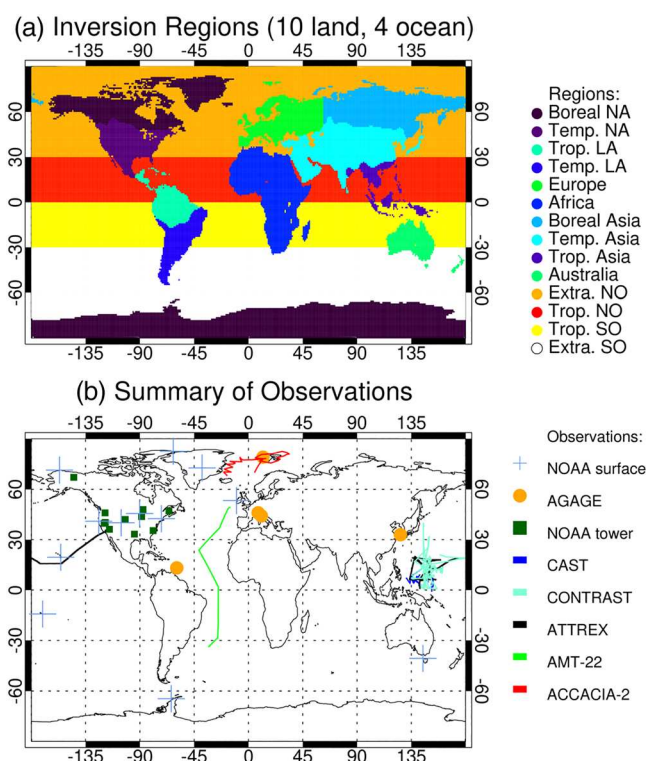 (a) Inversion Regions (10 land, 4 ocean)
-135 -90 -45 0 45 90 135
60 60
30 30
0 0
-30 -30
-60 -60
-135 -90 -45 0 45 90 135
Regions:
Boreal NA
Temp. NA
Trop. LA
Temp. LA
Europe
Africa
Boreal Asia
Temp. Asia
Trop. Asia
Australia
Extra. NO
Trop. NO
Trop. SO
Extra. SO
(b) Summary of Observations
-135 -90 -45 0 45 90 135
60 60
30 30
0 0
-30 -30
-60 -60
-135 -90 -45 0 45 90 135
Observations:
NOAA surface
AGAGE
NOAA tower
CAST
CONTRAST
ATTREX
AMT-22
ACCACIA-2